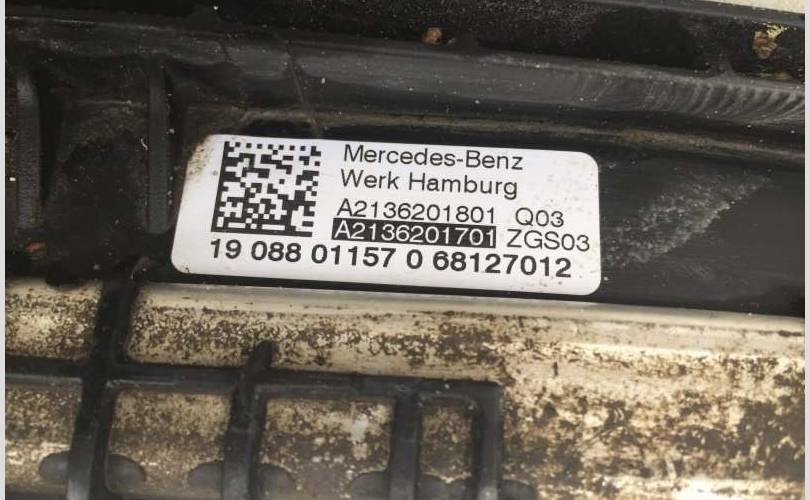 Mercedes-Benz
Werk Hamburg
A2136201801 Q03
A2136201701 ZGS03
19 088 01157 0 68127012